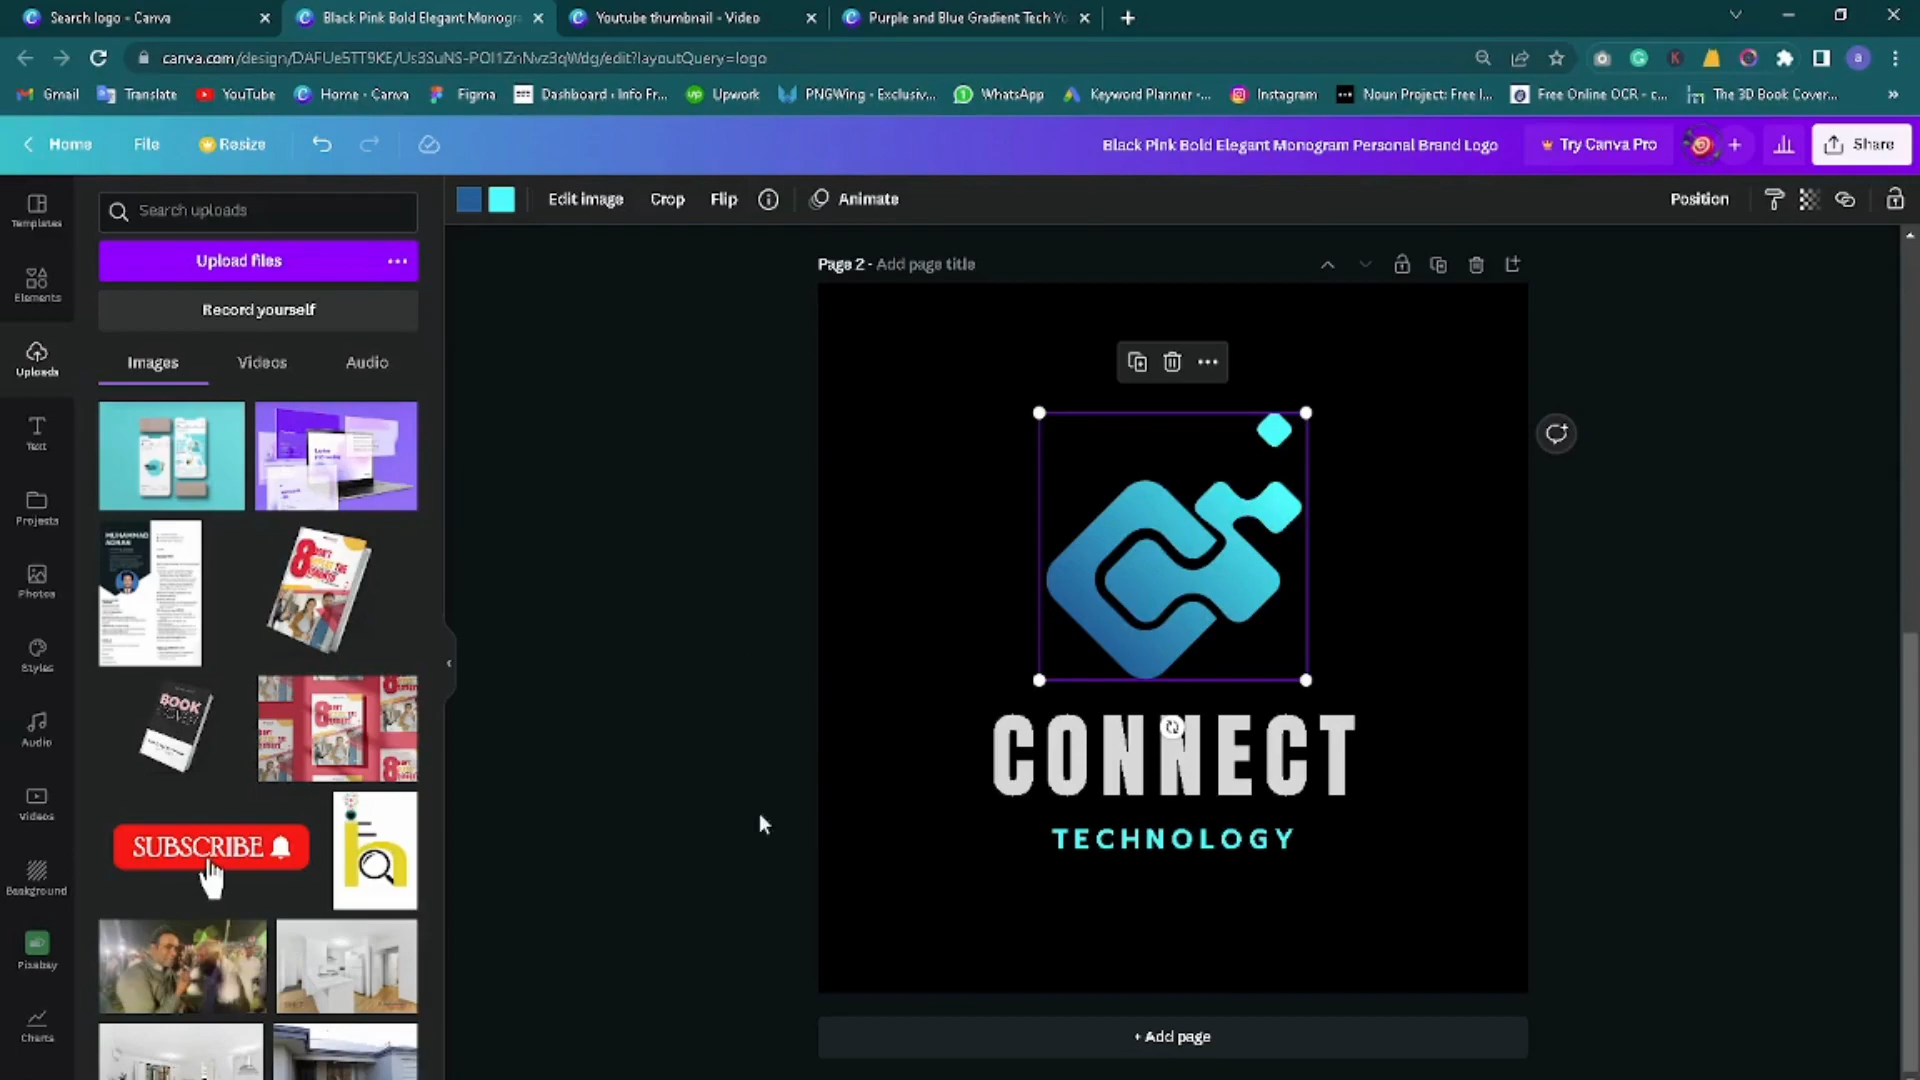 Search logo - Canva
Black Pink Bold Elegant Monogra
Youtube thumbnail - Video
Purple and Blue Gradient Tech Yo
canva.com/design/DAFUe5TT9KE/Us3SuNS-POI1ZnNvz3qWdg/edit?layoutQuery=logo
a
Gmail
Translate
YouTube
Home - Canva
Figma
Dashboard - Info Fr...
Upwork
PNGWing - Exclusiv...
WhatsApp
Keyword Planner -...
Instagram
Noun Project: Free I...
Free Online OCR - c...
The 3D Book Cover...
Home
File
Resize
Black Pink Bold Elegant Monogram Personal Brand Logo
Try Canva Pro
Share
Templates
Elements
Uploads
Text
Projects
Photos
Styles
Audio
Videos
Background
Pixabay
Charts
Search uploads
Upload files
Record yourself
Images
Videos
Audio
MUHAMMAD
ADNAN
BOOK
SUBSCRIBE
h
Edit image
Crop
Flip
Animate
Position
Page 2 - Add page title
CONNECT
TECHNOLOGY
+ Add page